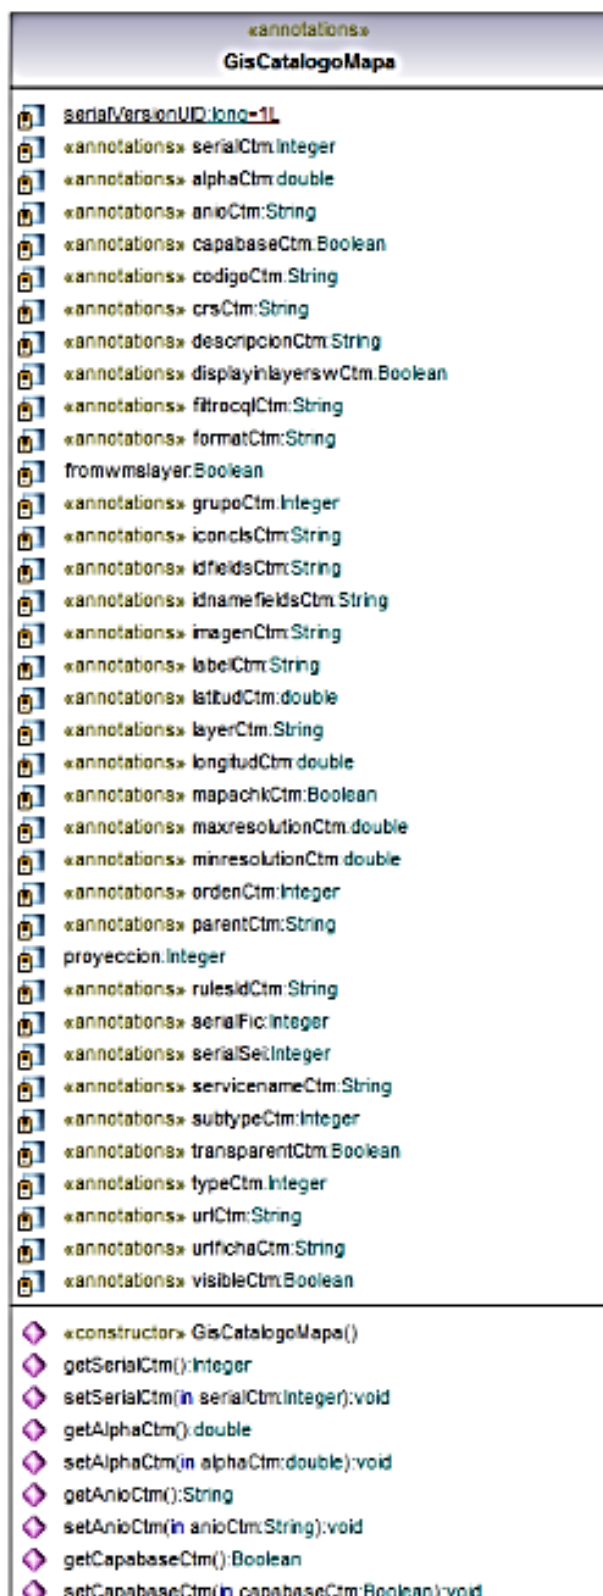 «annotations»
GisCatalogoMapa
serialVersionUID:long=1L
«annotations» serialCtm:Integer
«annotations» alphaCtm:double
«annotations» anioCtm:String
«annotations» capabaseCtm:Boolean
«annotations» codigoCtm:String
«annotations» crsCtm:String
«annotations» descripcionCtm:String
«annotations» displayinlayerswCtm:Boolean
«annotations» filtrocqlCtm:String
«annotations» formatCtm:String
fromwmslayer:Boolean
«annotations» grupoCtm:Integer
«annotations» iconclsCtm:String
«annotations» idfieldsCtm:String
«annotations» idnamefieldsCtm:String
«annotations» imagenCtm:String
«annotations» labelCtm:String
«annotations» latitudCtm:double
«annotations» layerCtm:String
«annotations» longitudCtm:double
«annotations» mapachkCtm:Boolean
«annotations» maxresolutionCtm:double
«annotations» minresolutionCtm:double
«annotations» ordenCtm:Integer
«annotations» parentCtm:String
proyeccion:Integer
«annotations» rulesidCtm:String
«annotations» serialFic:Integer
«annotations» serialSei:Integer
«annotations» servicenameCtm:String
«annotations» subtypeCtm:Integer
«annotations» transparentCtm:Boolean
«annotations» typeCtm:Integer
«annotations» urlCtm:String
«annotations» urlfichaCtm:String
«annotations» visibleCtm:Boolean
«constructor» GisCatalogoMapa()
getSerialCtm():Integer
setSerialCtm(in serialCtm:Integer):void
getAlphaCtm():double
setAlphaCtm(in alphaCtm:double):void
getAnioCtm():String
setAnioCtm(in anioCtm:String):void
getCapabaseCtm():Boolean
setCapabaseCtm(in capabaseCtm:Boolean):void